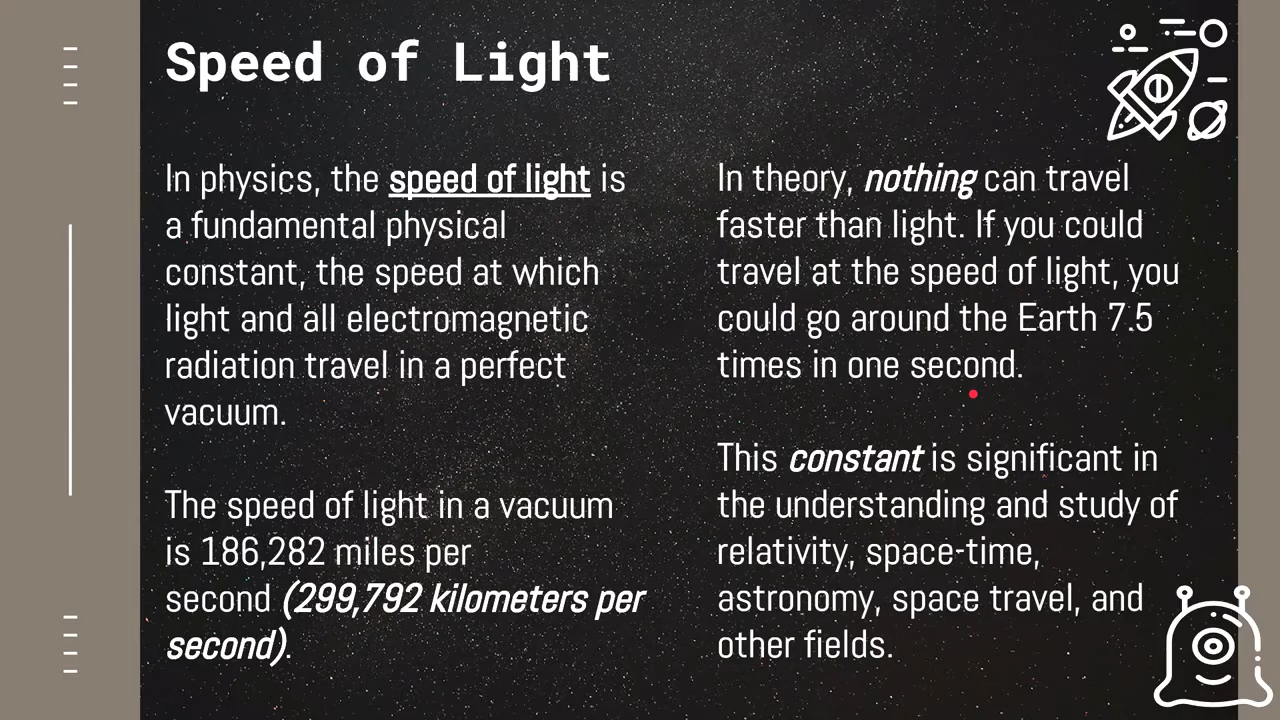 Speed of Light
In physics, the speed of light is
a fundamental physical
constant, the speed at which
light and all electromagnetic
radiation travel in a perfect
vacuum.
The speed of light in a vacuum
is 186,282 miles per
second (299,792 kilometers per
second).
In theory, nothing can travel
faster than light. If you could
travel at the speed of light, you
could go around the Earth 7.5
times in one second.
This constant is significant in
the understanding and study of
relativity, space-time,
astronomy, space travel, and
other fields.